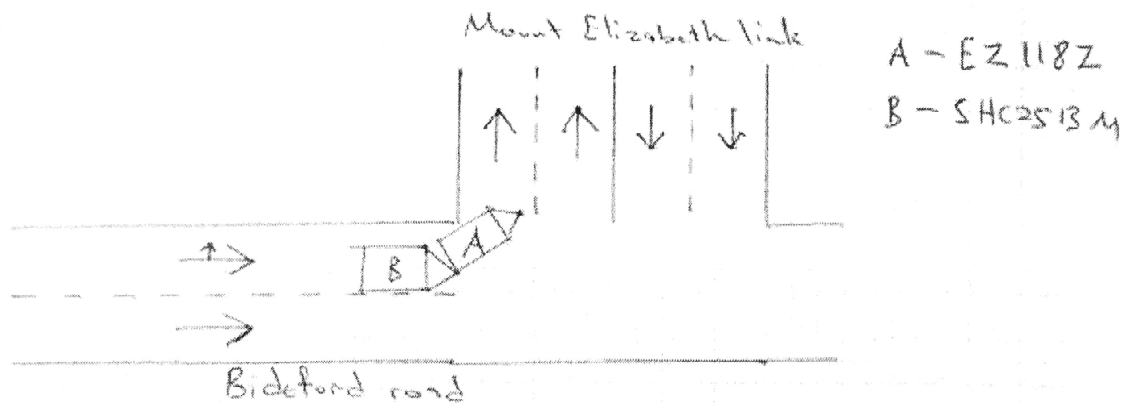 Mount Elizabeth link
A - EZ118Z
B - SHC2513M
A
B
Bideford road